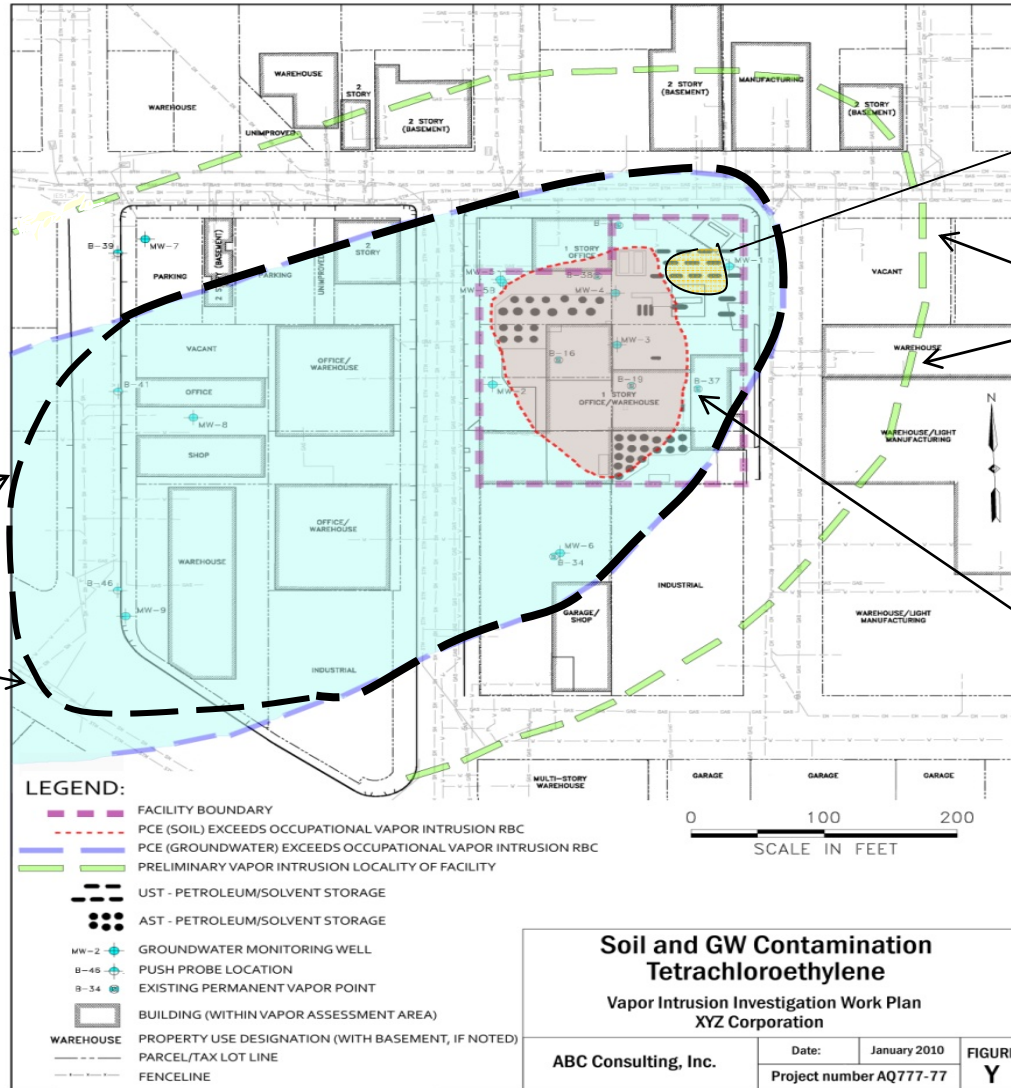 WAREHOUSE
WAREHOUSE
2
STORY
2 STORY
(BASEMENT)
UNIMPROVED
2 STORY
(BASEMENT)
MANUFACTURING
2 STORY
(BASEMENT)
B-39
MW-7
PARKING
2 STORY
(BASEMENT)
PARKING
UNIMPROVED
2
STORY
1 STORY
OFFICE
MW-1
MW-59
MW-4
VACANT
VACANT
OFFICE/
WAREHOUSE
B-16
MW-3
WAREHOUSE
B-41
OFFICE
MW-2
B-19
B-37
1 STORY
OFFICE/WAREHOUSE
MW-8
SHOP
WAREHOUSE/LIGHT
MANUFACTURING
N
OFFICE/
WAREHOUSE
WAREHOUSE
MW-6
B-34
INDUSTRIAL
B-46
MW-9
GARAGE/
SHOP
WAREHOUSE/LIGHT
MANUFACTURING
INDUSTRIAL
MULTI-STORY
WAREHOUSE
GARAGE
GARAGE
GARAGE
0 100 200
SCALE IN FEET
LEGEND:
FACILITY BOUNDARY
PCE (SOIL) EXCEEDS OCCUPATIONAL VAPOR INTRUSION RBC
PCE (GROUNDWATER) EXCEEDS OCCUPATIONAL VAPOR INTRUSION RBC
PRELIMINARY VAPOR INTRUSION LOCALITY OF FACILITY
UST - PETROLEUM/SOLVENT STORAGE
AST - PETROLEUM/SOLVENT STORAGE
MW-2 GROUNDWATER MONITORING WELL
B-46 PUSH PROBE LOCATION
B-34 EXISTING PERMANENT VAPOR POINT
BUILDING (WITHIN VAPOR ASSESSMENT AREA)
WAREHOUSE PROPERTY USE DESIGNATION (WITH BASEMENT, IF NOTED)
PARCEL/TAX LOT LINE
FENCELINE
Soil and GW Contamination
Tetrachloroethylene
Vapor Intrusion Investigation Work Plan
XYZ Corporation
ABC Consulting, Inc.
Date: January 2010
Project number AQ777-77
FIGURE
Y